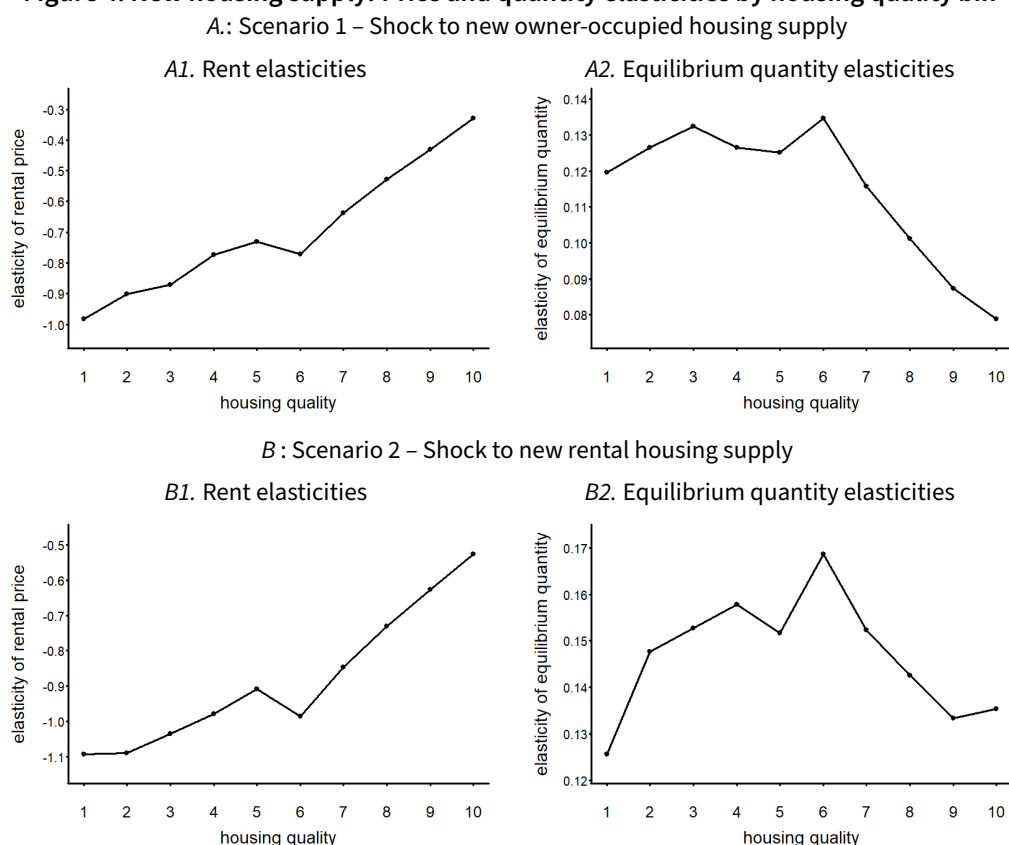 A.: Scenario 1 – Shock to new owner-occupied housing supply
A1. Rent elasticities
A2. Equilibrium quantity elasticities
elasticity of rental price
-0.3
-0.4
-0.5
-0.6
-0.7
-0.8
-0.9
-1.0
1 2 3 4 5 6 7 8 9 10
housing quality
elasticity of equilibrium quantity
0.14
0.13
0.12
0.11
0.10
0.09
0.08
1 2 3 4 5 6 7 8 9 10
housing quality
B : Scenario 2 – Shock to new rental housing supply
B1. Rent elasticities
B2. Equilibrium quantity elasticities
elasticity of rental price
-0.5
-0.6
-0.7
-0.8
-0.9
-1.0
-1.1
1 2 3 4 5 6 7 8 9 10
housing quality
elasticity of equilibrium quantity
0.17
0.16
0.15
0.14
0.13
0.12
1 2 3 4 5 6 7 8 9 10
housing quality